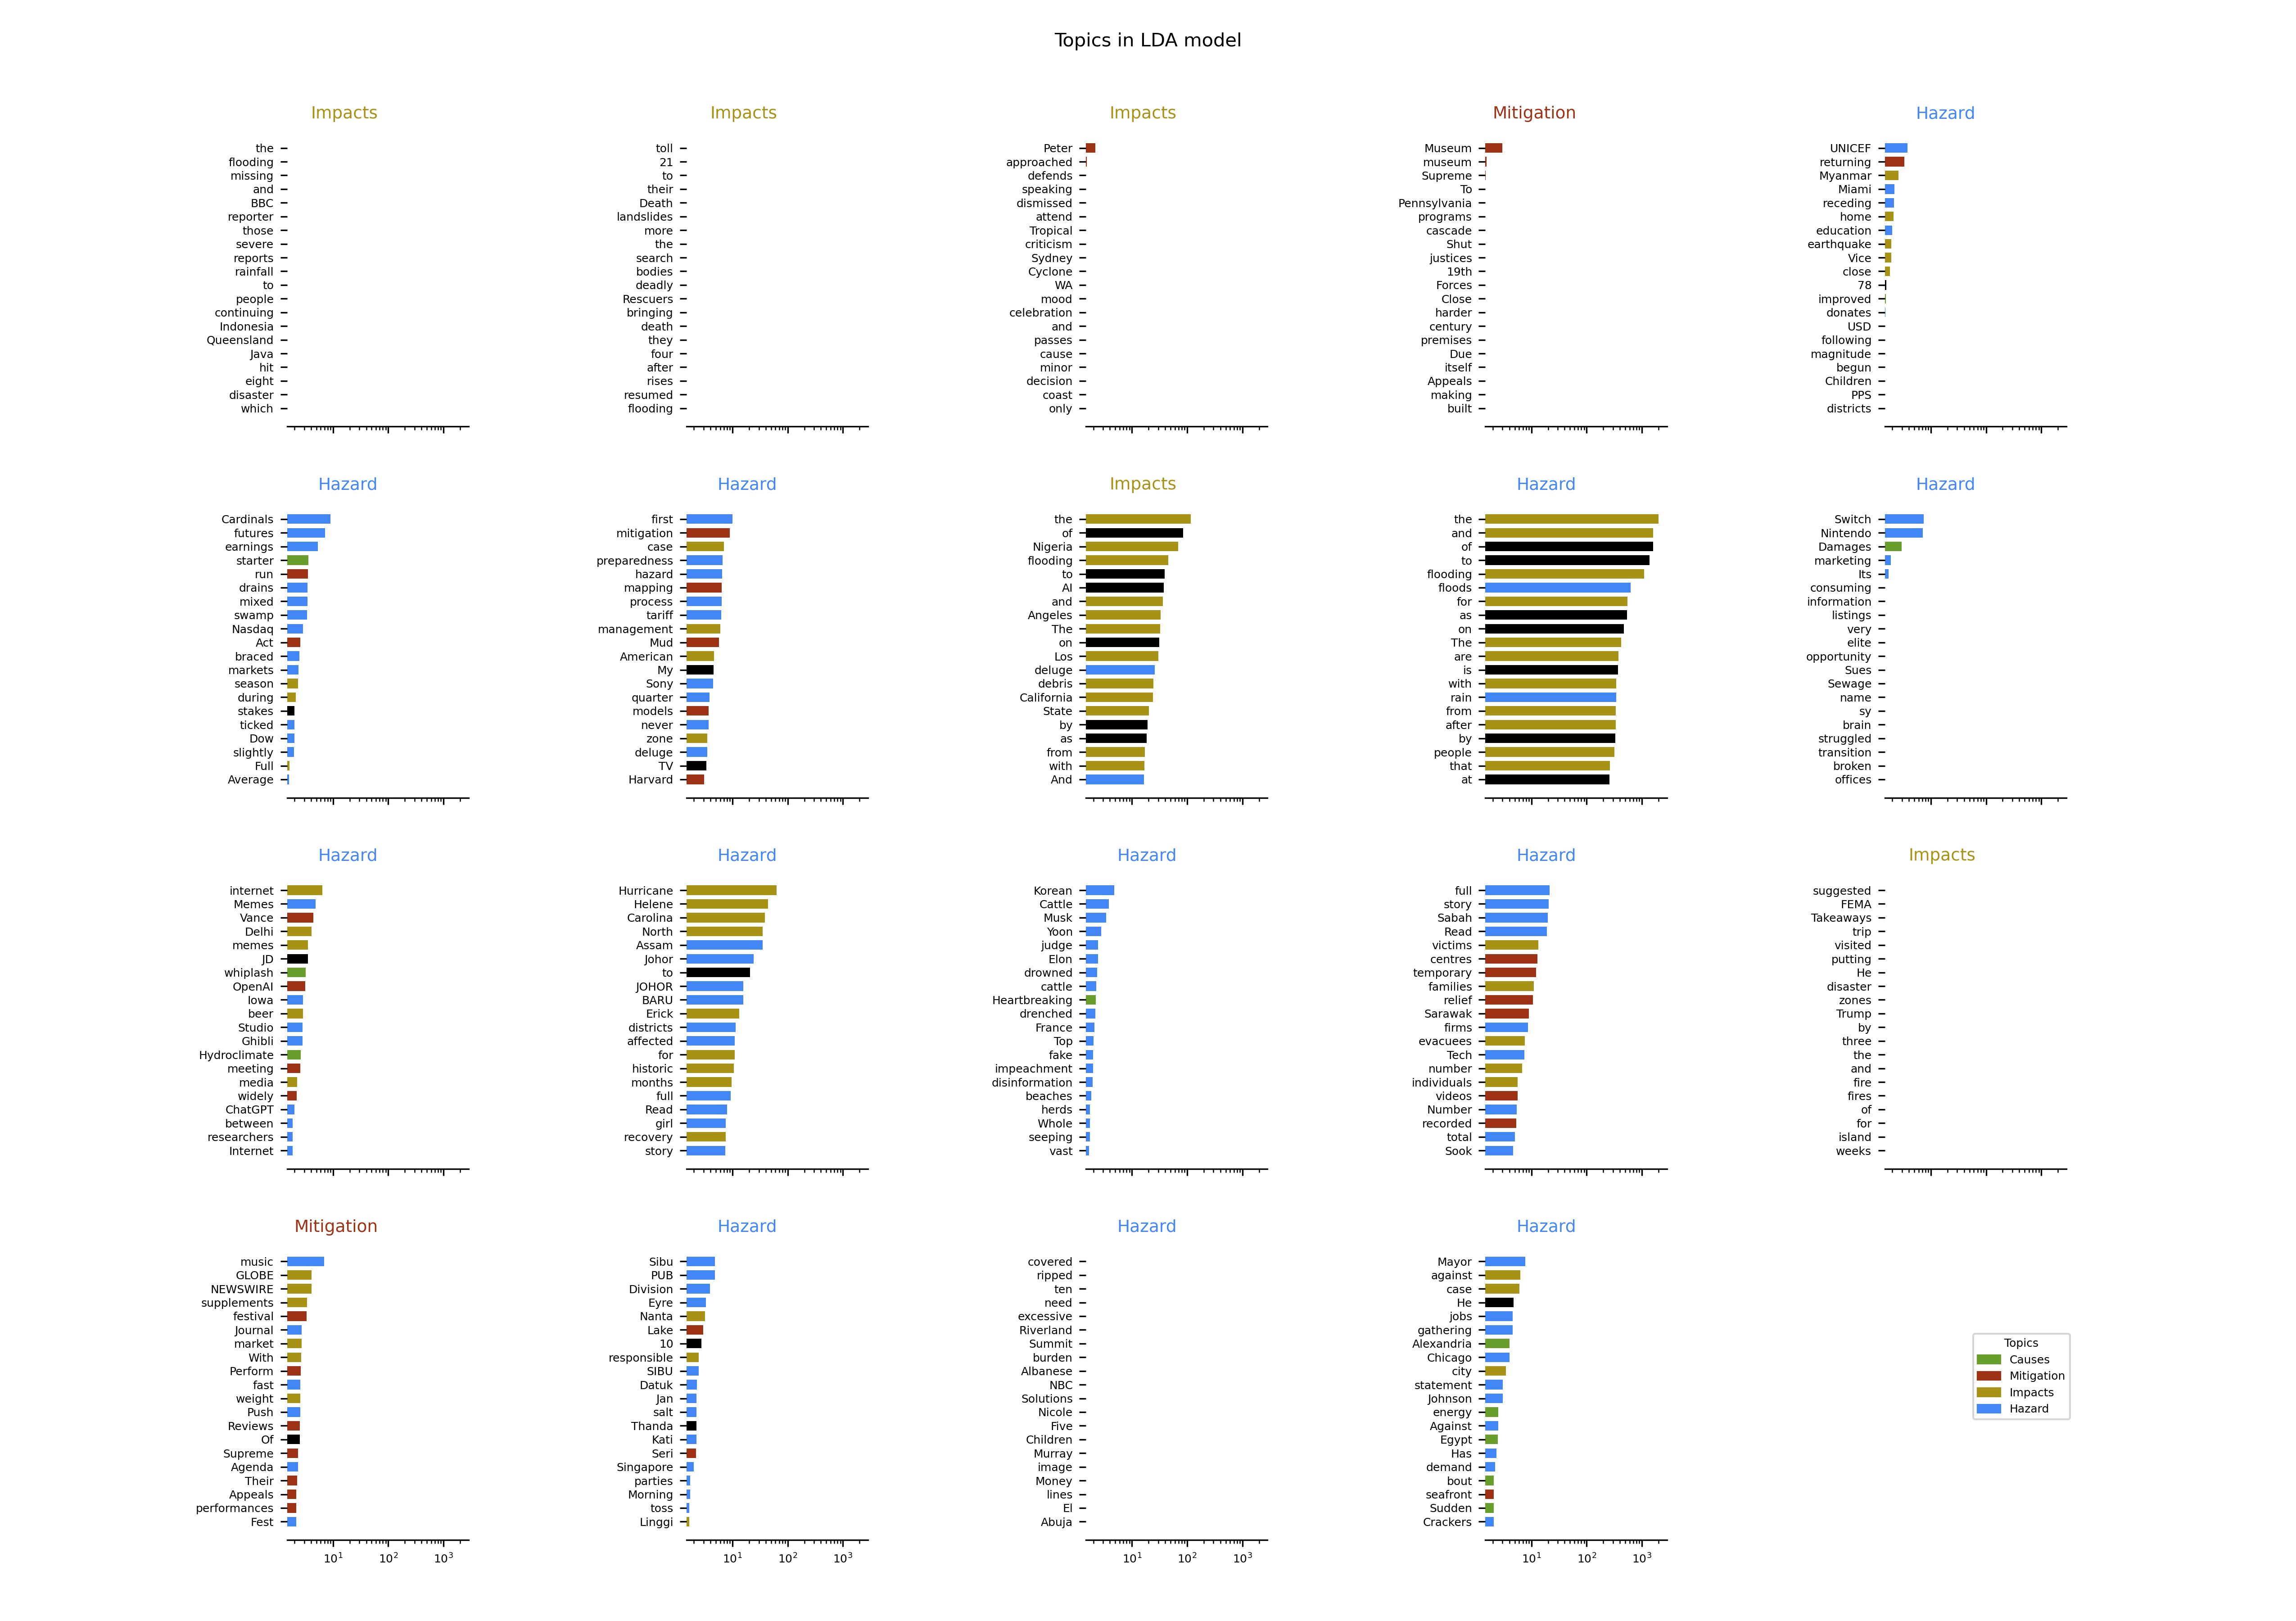 Topics in LDA model
Impacts
the
flooding
missing
and
BBC
reporter
those
severe
reports
rainfall
to
people
continuing
Indonesia
Queensland
Java
hit
eight
disaster
which
Impacts
toll
21
to
their
Death
landslides
more
the
search
bodies
deadly
Rescuers
bringing
death
they
four
after
rises
resumed
flooding
Impacts
Peter
approached
defends
speaking
dismissed
attend
Tropical
criticism
Sydney
Cyclone
WA
mood
celebration
and
passes
cause
minor
decision
coast
only
Mitigation
Museum
museum
Supreme
To
Pennsylvania
programs
cascade
Shut
justices
19th
Forces
Close
harder
century
premises
Due
itself
Appeals
making
built
Hazard
UNICEF
returning
Myanmar
Miami
receding
home
education
earthquake
Vice
close
78
improved
donates
USD
following
magnitude
begun
Children
PPS
districts
Hazard
Cardinals
futures
earnings
starter
run
drains
mixed
swamp
Nasdaq
Act
braced
markets
season
during
stakes
ticked
Dow
slightly
Full
Average
Hazard
first
mitigation
case
preparedness
hazard
mapping
process
tariff
management
Mud
American
My
Sony
quarter
models
never
zone
deluge
TV
Harvard
Impacts
the
of
Nigeria
flooding
to
AI
and
Angeles
The
on
Los
deluge
debris
California
State
by
as
from
with
And
Hazard
the
and
of
to
flooding
floods
for
as
on
The
are
is
with
rain
from
after
by
people
that
at
Hazard
Switch
Nintendo
Damages
marketing
Its
consuming
information
listings
very
elite
opportunity
Sues
Sewage
name
sy
brain
struggled
transition
broken
offices
Hazard
internet
Memes
Vance
Delhi
memes
JD
whiplash
OpenAI
Iowa
beer
Studio
Ghibli
Hydroclimate
meeting
media
widely
ChatGPT
between
researchers
Internet
Hazard
Hurricane
Helene
Carolina
North
Assam
Johor
to
JOHOR
BARU
Erick
districts
affected
for
historic
months
full
Read
girl
recovery
story
Hazard
Korean
Cattle
Musk
Yoon
judge
Elon
drowned
cattle
Heartbreaking
drenched
France
Top
fake
impeachment
disinformation
beaches
herds
Whole
seeping
vast
Hazard
full
story
Sabah
Read
victims
centres
temporary
families
relief
Sarawak
firms
evacuees
Tech
number
individuals
videos
Number
recorded
total
Sook
Impacts
suggested
FEMA
Takeaways
trip
visited
putting
He
disaster
zones
Trump
by
three
the
and
fire
fires
of
for
island
weeks
Mitigation
music
GLOBE
NEWSWIRE
supplements
festival
Journal
market
With
Perform
fast
weight
Push
Reviews
Of
Supreme
Agenda
Their
Appeals
performances
Fest
10¹ 10² 10³
Hazard
Sibu
PUB
Division
Eyre
Nanta
Lake
10
responsible
SIBU
Datuk
Jan
salt
Thanda
Kati
Seri
Singapore
parties
Morning
toss
Linggi
10¹ 10² 10³
Hazard
covered
ripped
ten
need
excessive
Riverland
Summit
burden
Albanese
NBC
Solutions
Nicole
Five
Children
Murray
image
Money
lines
El
Abuja
10¹ 10² 10³
Hazard
Mayor
against
case
He
jobs
gathering
Alexandria
Chicago
city
statement
Johnson
energy
Against
Egypt
Has
demand
bout
seafront
Sudden
Crackers
10¹ 10² 10³
Topics
Causes
Mitigation
Impacts
Hazard